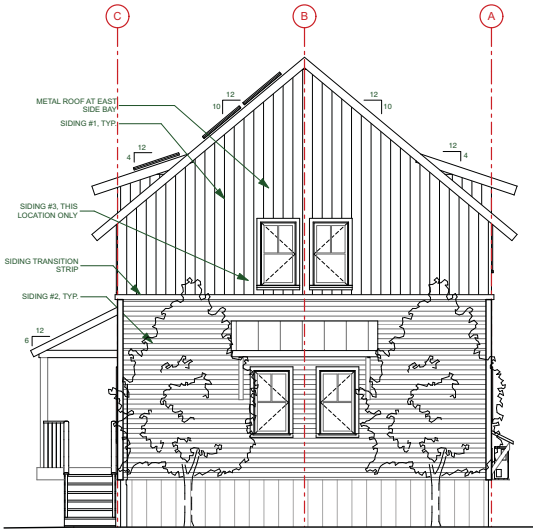 C
B
A
12
10
12
10
METAL ROOF AT EAST
SIDE BAY
SIDING #1, TYP.
12
4
12
4
SIDING #3, THIS
LOCATION ONLY
SIDING TRANSITION
STRIP
SIDING #2, TYP.
12
6